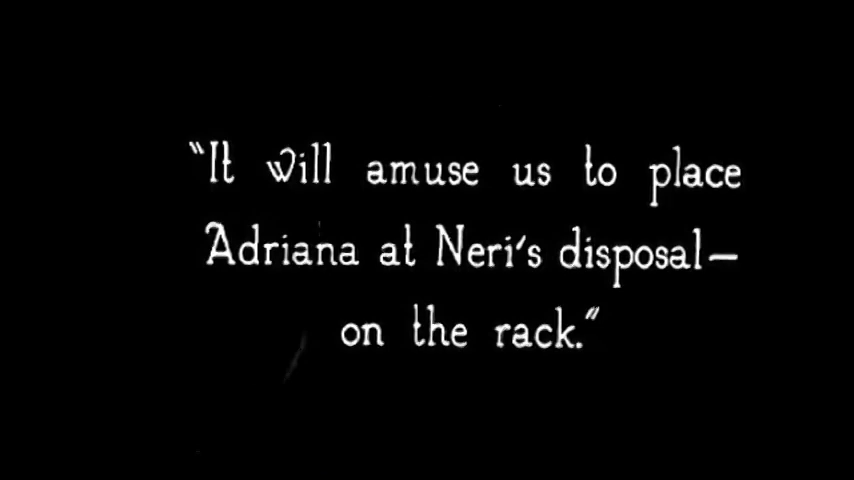 "It will amuse us to place
Adriana at Neri's disposal—
on the rack."